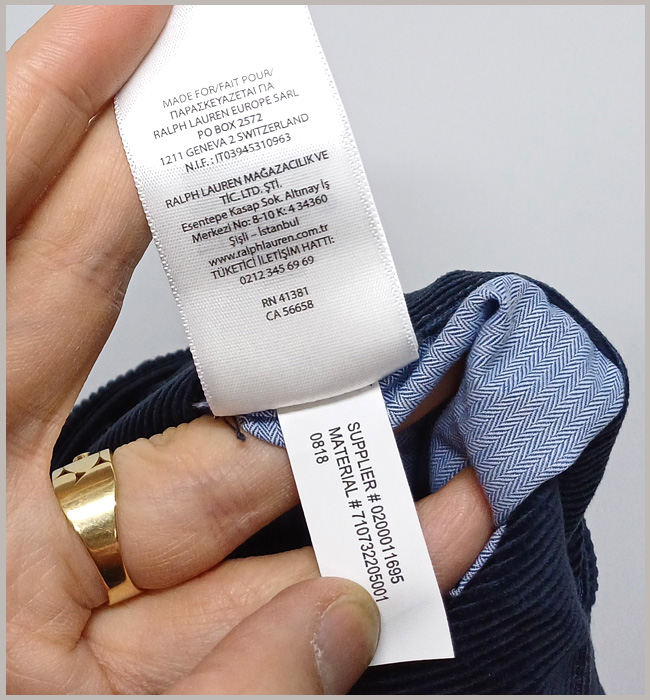 MADE FOR/FAIT POUR/
ΠΑΡΑΣΚΕΥΑΖΕΤΑΙ ΓΙΑ
RALPH LAUREN EUROPE SARL
PO BOX 2572
1211 GENEVA 2 SWITZERLAND
N.I.F.: IT03945310963
RALPH LAUREN MAĞAZACILIK VE
TİC. LTD. ŞTİ.
Esentepe Kasap Sok. Altınay İş
Merkezi No: 8-10 K: 4 34360
Şişli – İstanbul
www.ralphlauren.com.tr
TÜKETİCİ İLETİŞİM HATTI:
0212 345 69 69
RN 41381
CA 56658
SUPPLIER # 0200011695
MATERIAL # 710732205001
0818